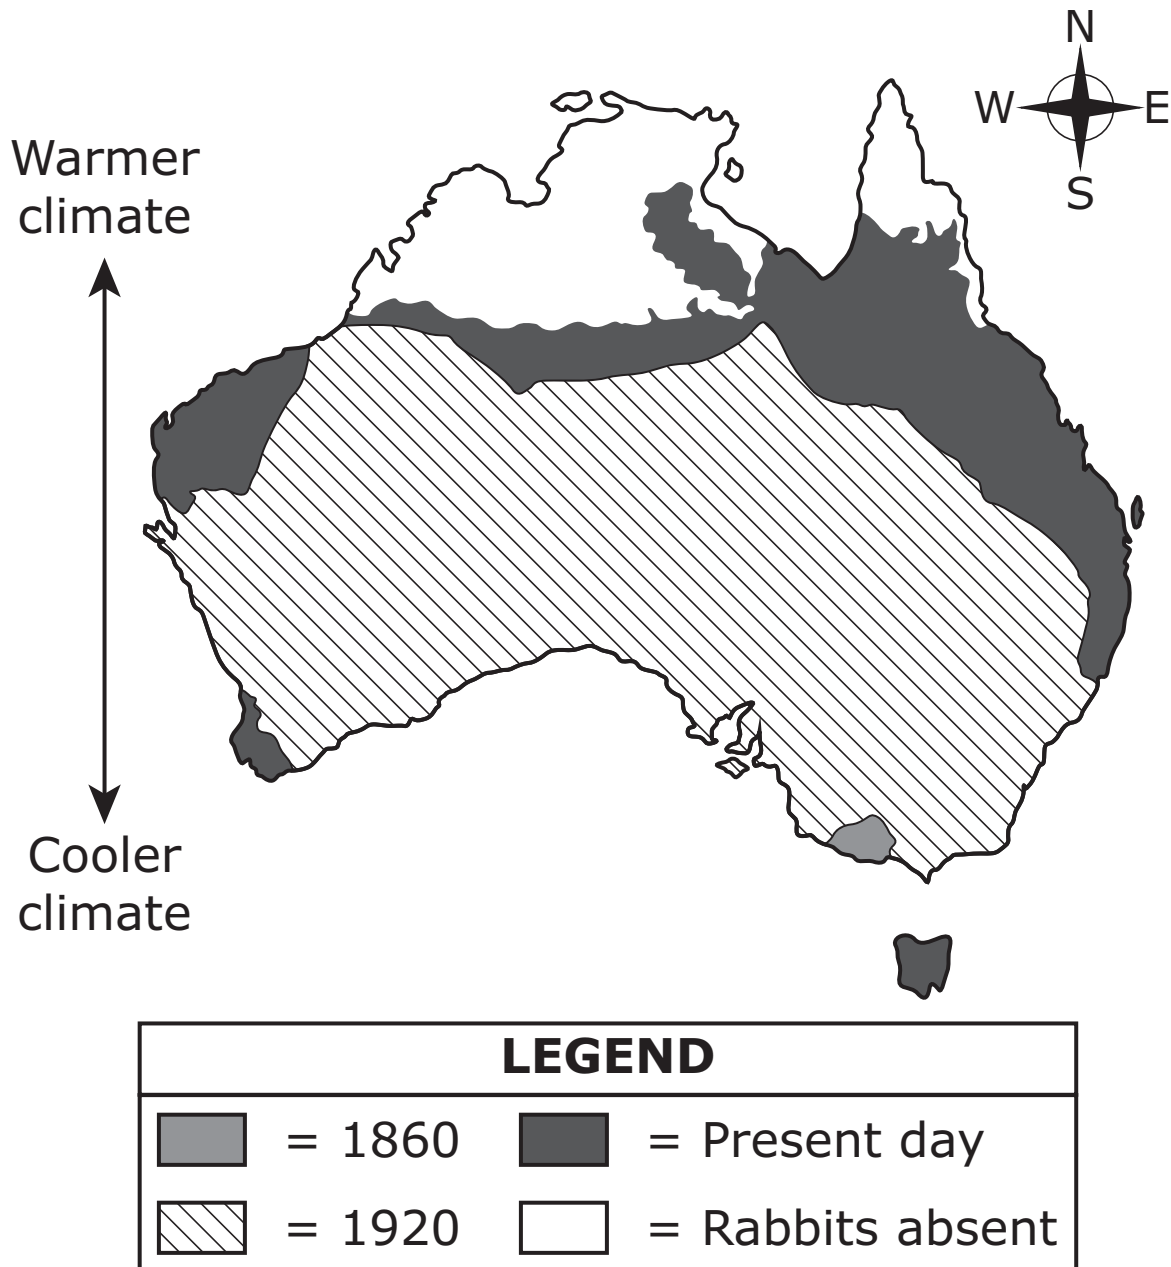 N
W E
S
Warmer
climate
Cooler
climate
LEGEND
= 1860 = Present day
= 1920 = Rabbits absent